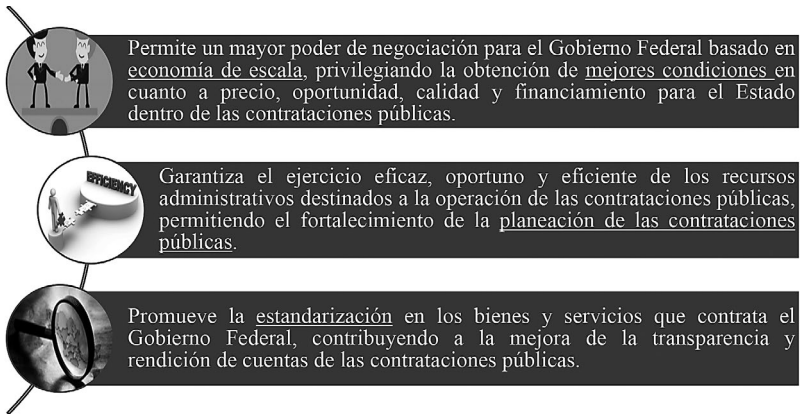 Permite un mayor poder de negociación para el Gobierno Federal basado en
economía de escala, privilegiando la obtención de mejores condiciones en
cuanto a precio, oportunidad, calidad y financiamiento para el Estado
dentro de las contrataciones públicas.
EFFICIENCY
Garantiza el ejercicio eficaz, oportuno y eficiente de los recursos
administrativos destinados a la operación de las contrataciones públicas,
permitiendo el fortalecimiento de la planeación de las contrataciones
públicas.
Promueve la estandarización en los bienes y servicios que contrata el
Gobierno Federal, contribuyendo a la mejora de la transparencia y
rendición de cuentas de las contrataciones públicas.